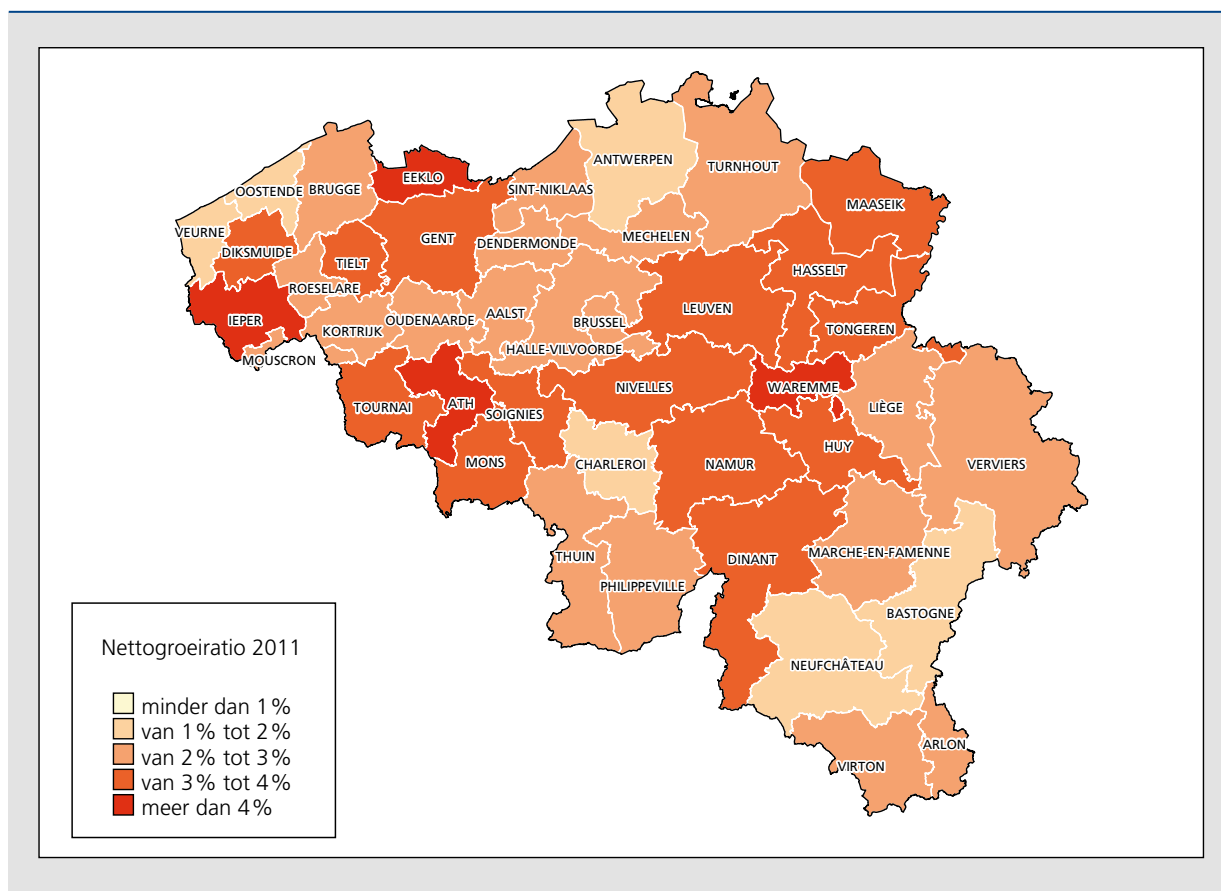 ANTWERPEN
TURNHOUT
EEKLO
OOSTENDE
BRUGGE
SINT-NIKLAAS
MAASEIK
VEURNE
GENT
DENDERMONDE
MECHELEN
DIKSMUIDE
TIELT
HASSELT
ROESELARE
IEPER
KORTRIJK
OUDENAARDE
AALST
BRUSSEL
LEUVEN
TONGEREN
MOUSCRON
HALLE-VILVOORDE
NIVELLES
WAREMME
TOURNAI
ATH
SOIGNIES
LIÈGE
HUY
MONS
CHARLEROI
NAMUR
VERVIERS
THUIN
PHILIPPEVILLE
DINANT
MARCHE-EN-FAMENNE
BASTOGNE
NEUFCHÂTEAU
ARLON
VIRTON
Nettogroeiratio 2011
minder dan 1%
van 1% tot 2%
van 2% tot 3%
van 3% tot 4%
meer dan 4%